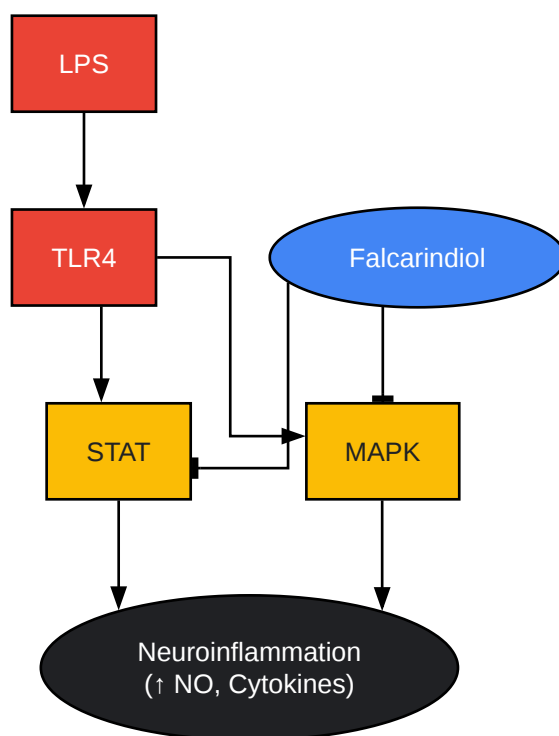 LPS
TLR4
Falcarindiol
STAT
MAPK
Neuroinflammation
(↑ NO, Cytokines)